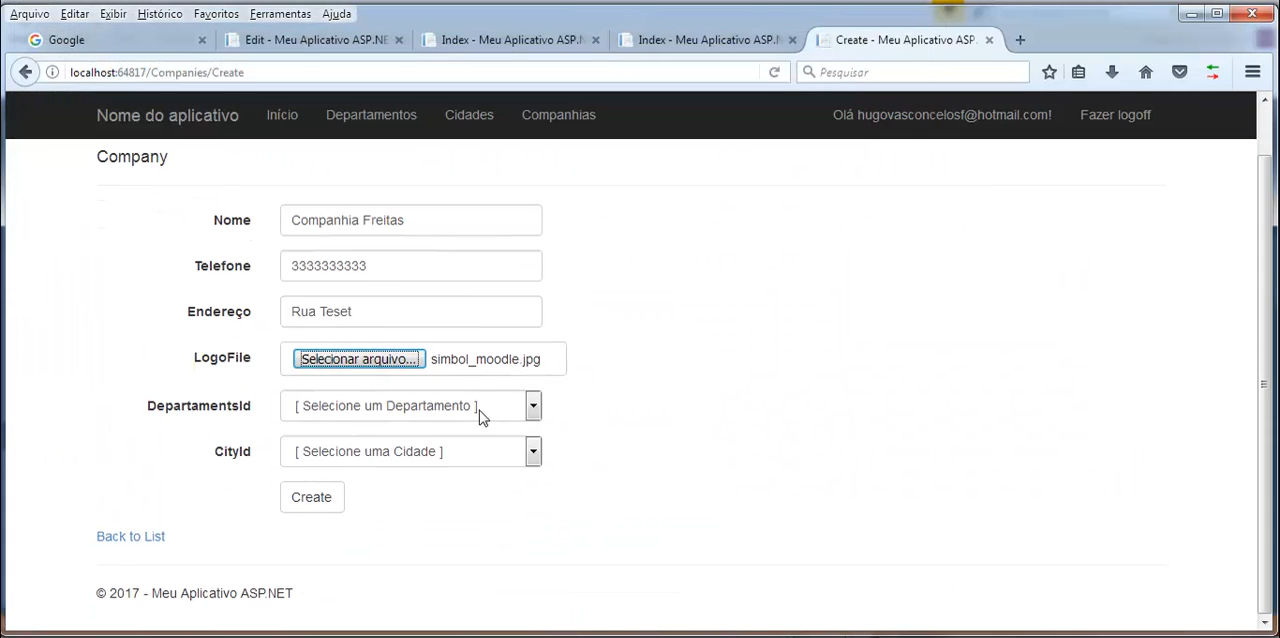 Arquivo Editar Exibir Histórico Favoritos Ferramentas Ajuda
Google Edit - Meu Aplicativo ASP.NE Index - Meu Aplicativo ASP.N Index - Meu Aplicativo ASP.N Create - Meu Aplicativo ASP.
localhost:64817/Companies/Create Pesquisar
Nome do aplicativo Início Departamentos Cidades Companhias Olá hugovasconcelosf@hotmail.com! Fazer logoff
Company
Nome Companhia Freitas
Telefone 3333333333
Endereço Rua Teset
LogoFile Selecionar arquivo... simbol_moodle.jpg
DepartamentsId [ Selecione um Departamento ]
CityId [ Selecione uma Cidade ]
Create
Back to List
© 2017 - Meu Aplicativo ASP.NET